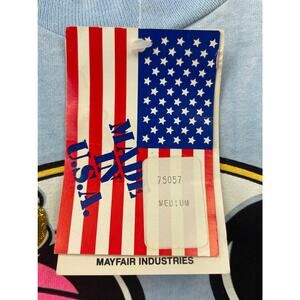 MADE
IN
U.S.A.
75057
MEDIUM
MAYFAIR INDUSTRIES